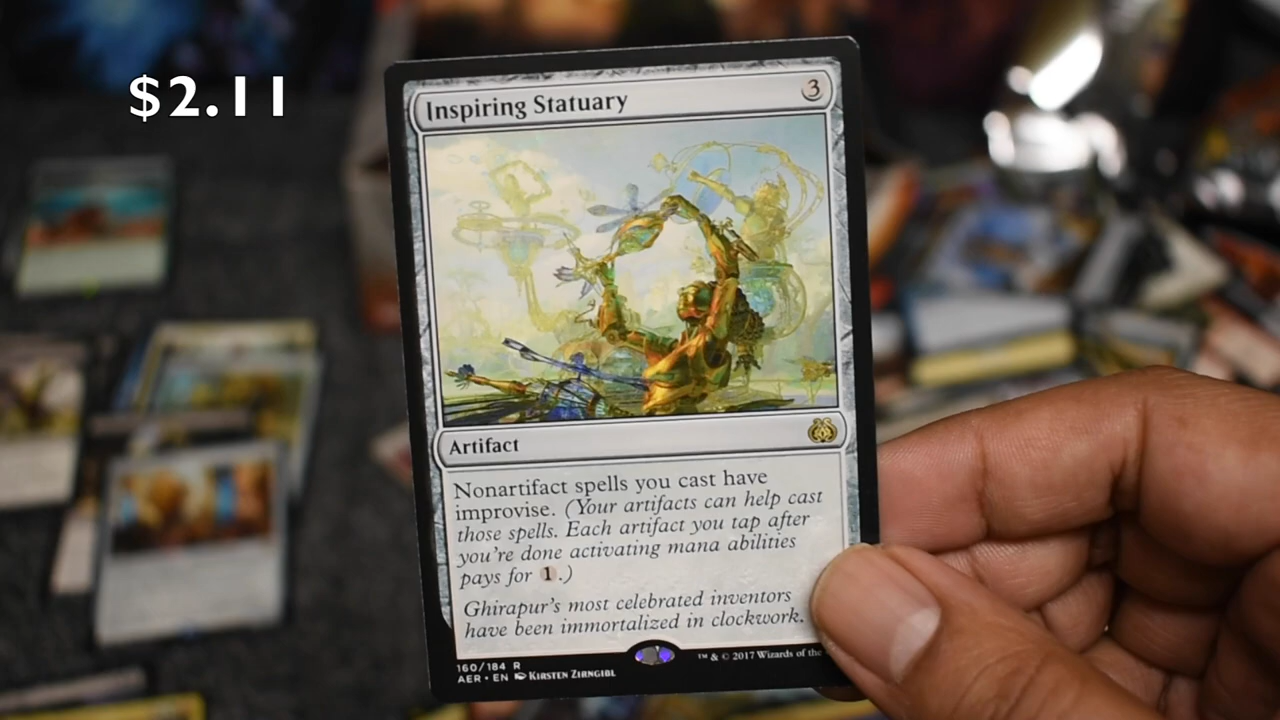 $2.11
Inspiring Statuary 3
Artifact
Nonartifact spells you cast have
improvise. (Your artifacts can help cast
those spells. Each artifact you tap after
you're done activating mana abilities
pays for 1.)
Ghirapur's most celebrated inventors
have been immortalized in clockwork.
160/184 R
AER • EN Kirsten Zirngibl
™ & © 2017 Wizards of the